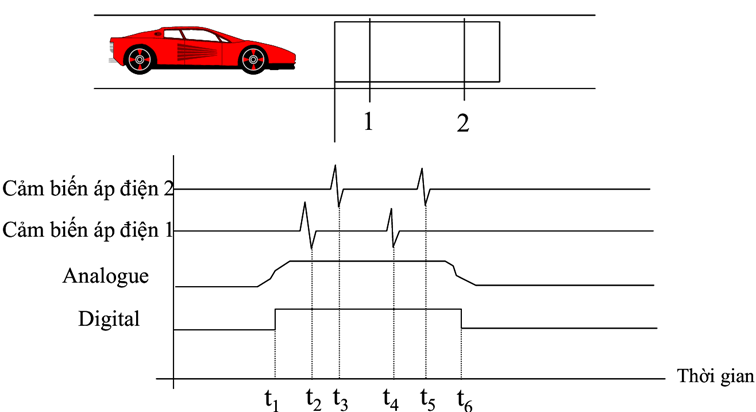 1
2
Cảm biến áp điện 2
Cảm biến áp điện 1
Analogue
Digital
Thời gian
t1 t2 t3 t4 t5 t6